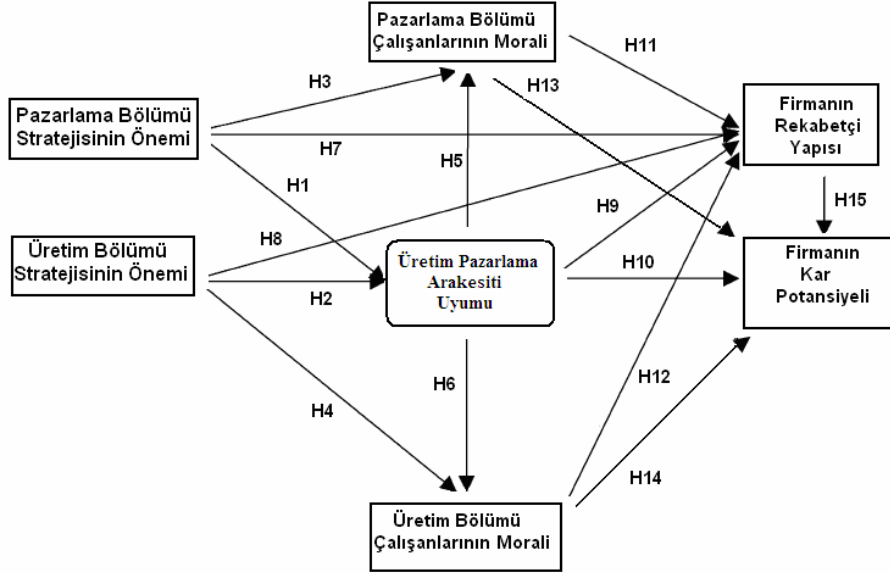 Pazarlama Bölümü
Çalışanlarının Morali
H11
H3
H13
Pazarlama Bölümü
Stratejisinin Önemi
Firmanın
Rekabetçi
Yapısı
H7
H5
H1
H9
H15
Üretim Bölümü
Stratejisinin Önemi
H8
Üretim Pazarlama
Arakesiti
Uyumu
H10
Firmanın
Kar
Potansiyeli
H2
H6
H12
H4
H14
Üretim Bölümü
Çalışanlarının Morali